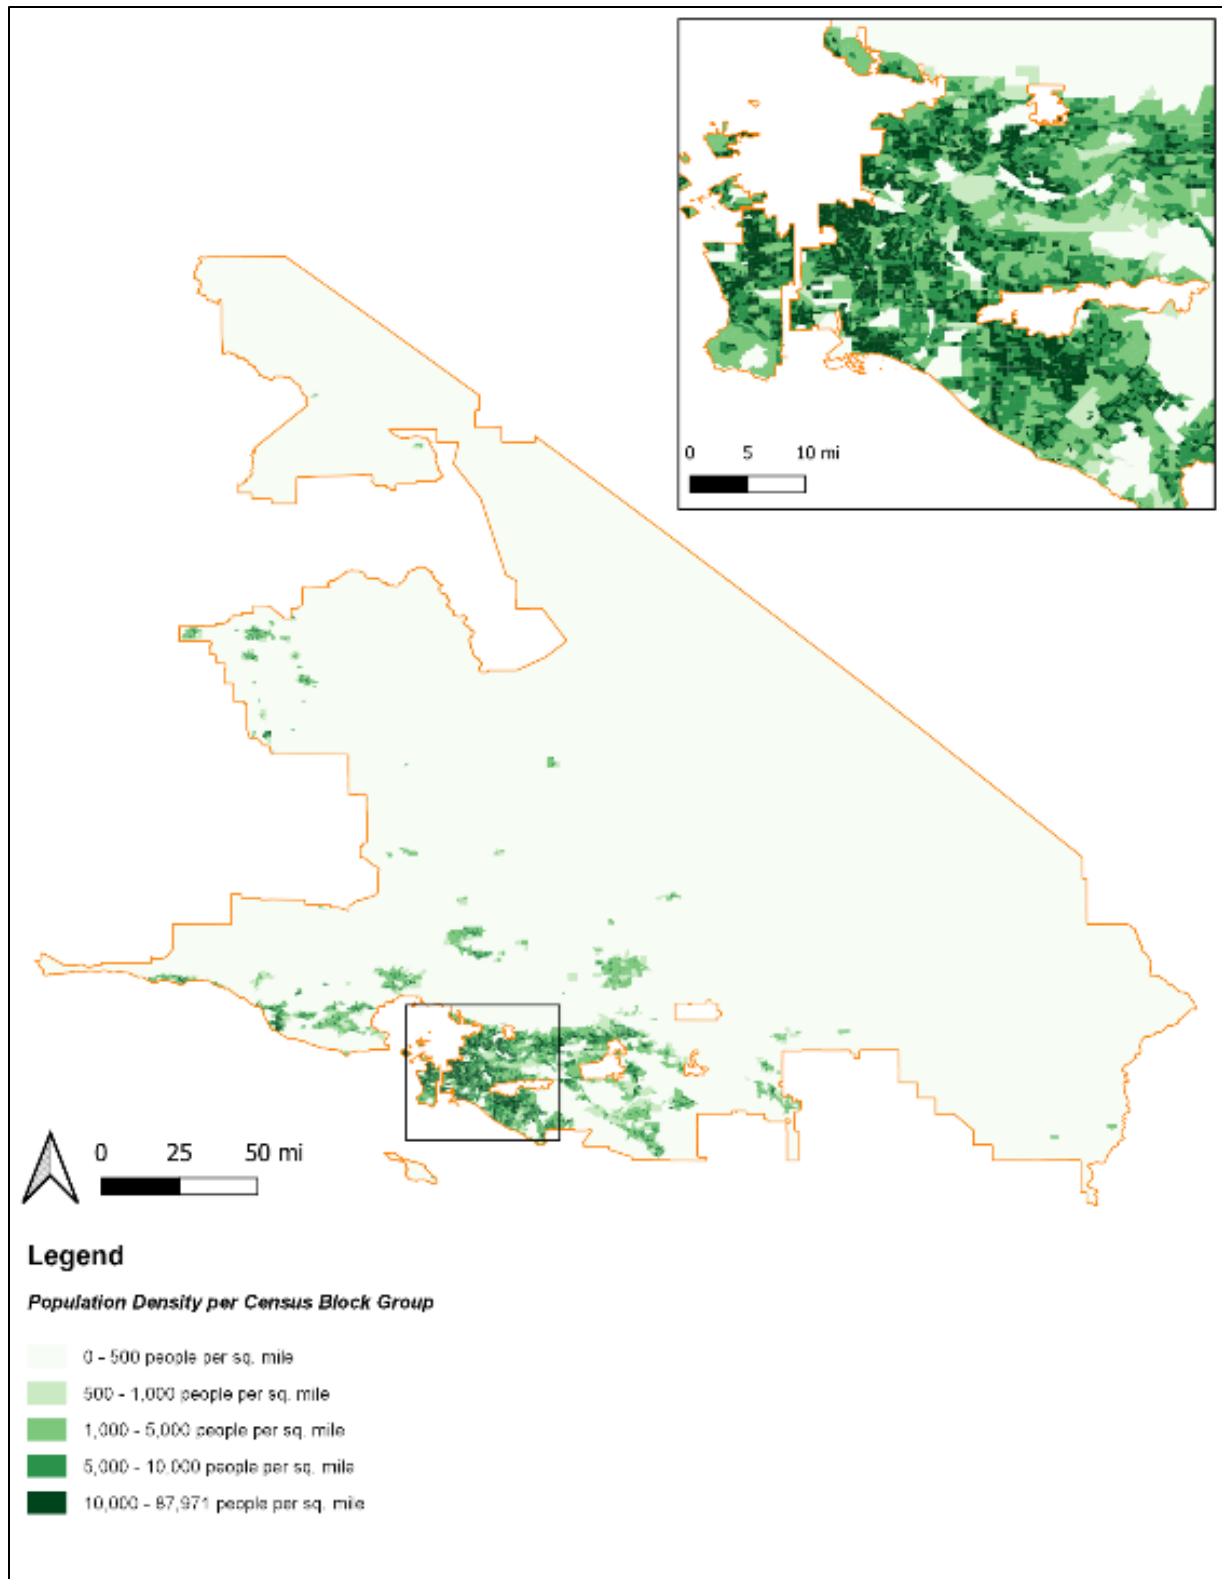 0 5 10 mi
0 25 50 mi
Legend
Population Density per Census Block Group
0 - 500 people per sq. mile
500 - 1,000 people per sq. mile
1,000 - 5,000 people per sq. mile
5,000 - 10,000 people per sq. mile
10,000 - 87,971 people per sq. mile